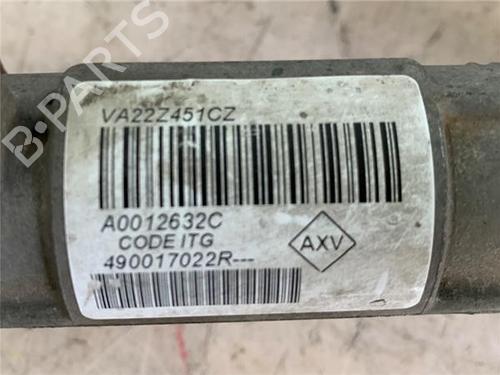 VA22Z451CZ
A0012632C
CODE ITG
490017022R---
AXV
B-PARTS